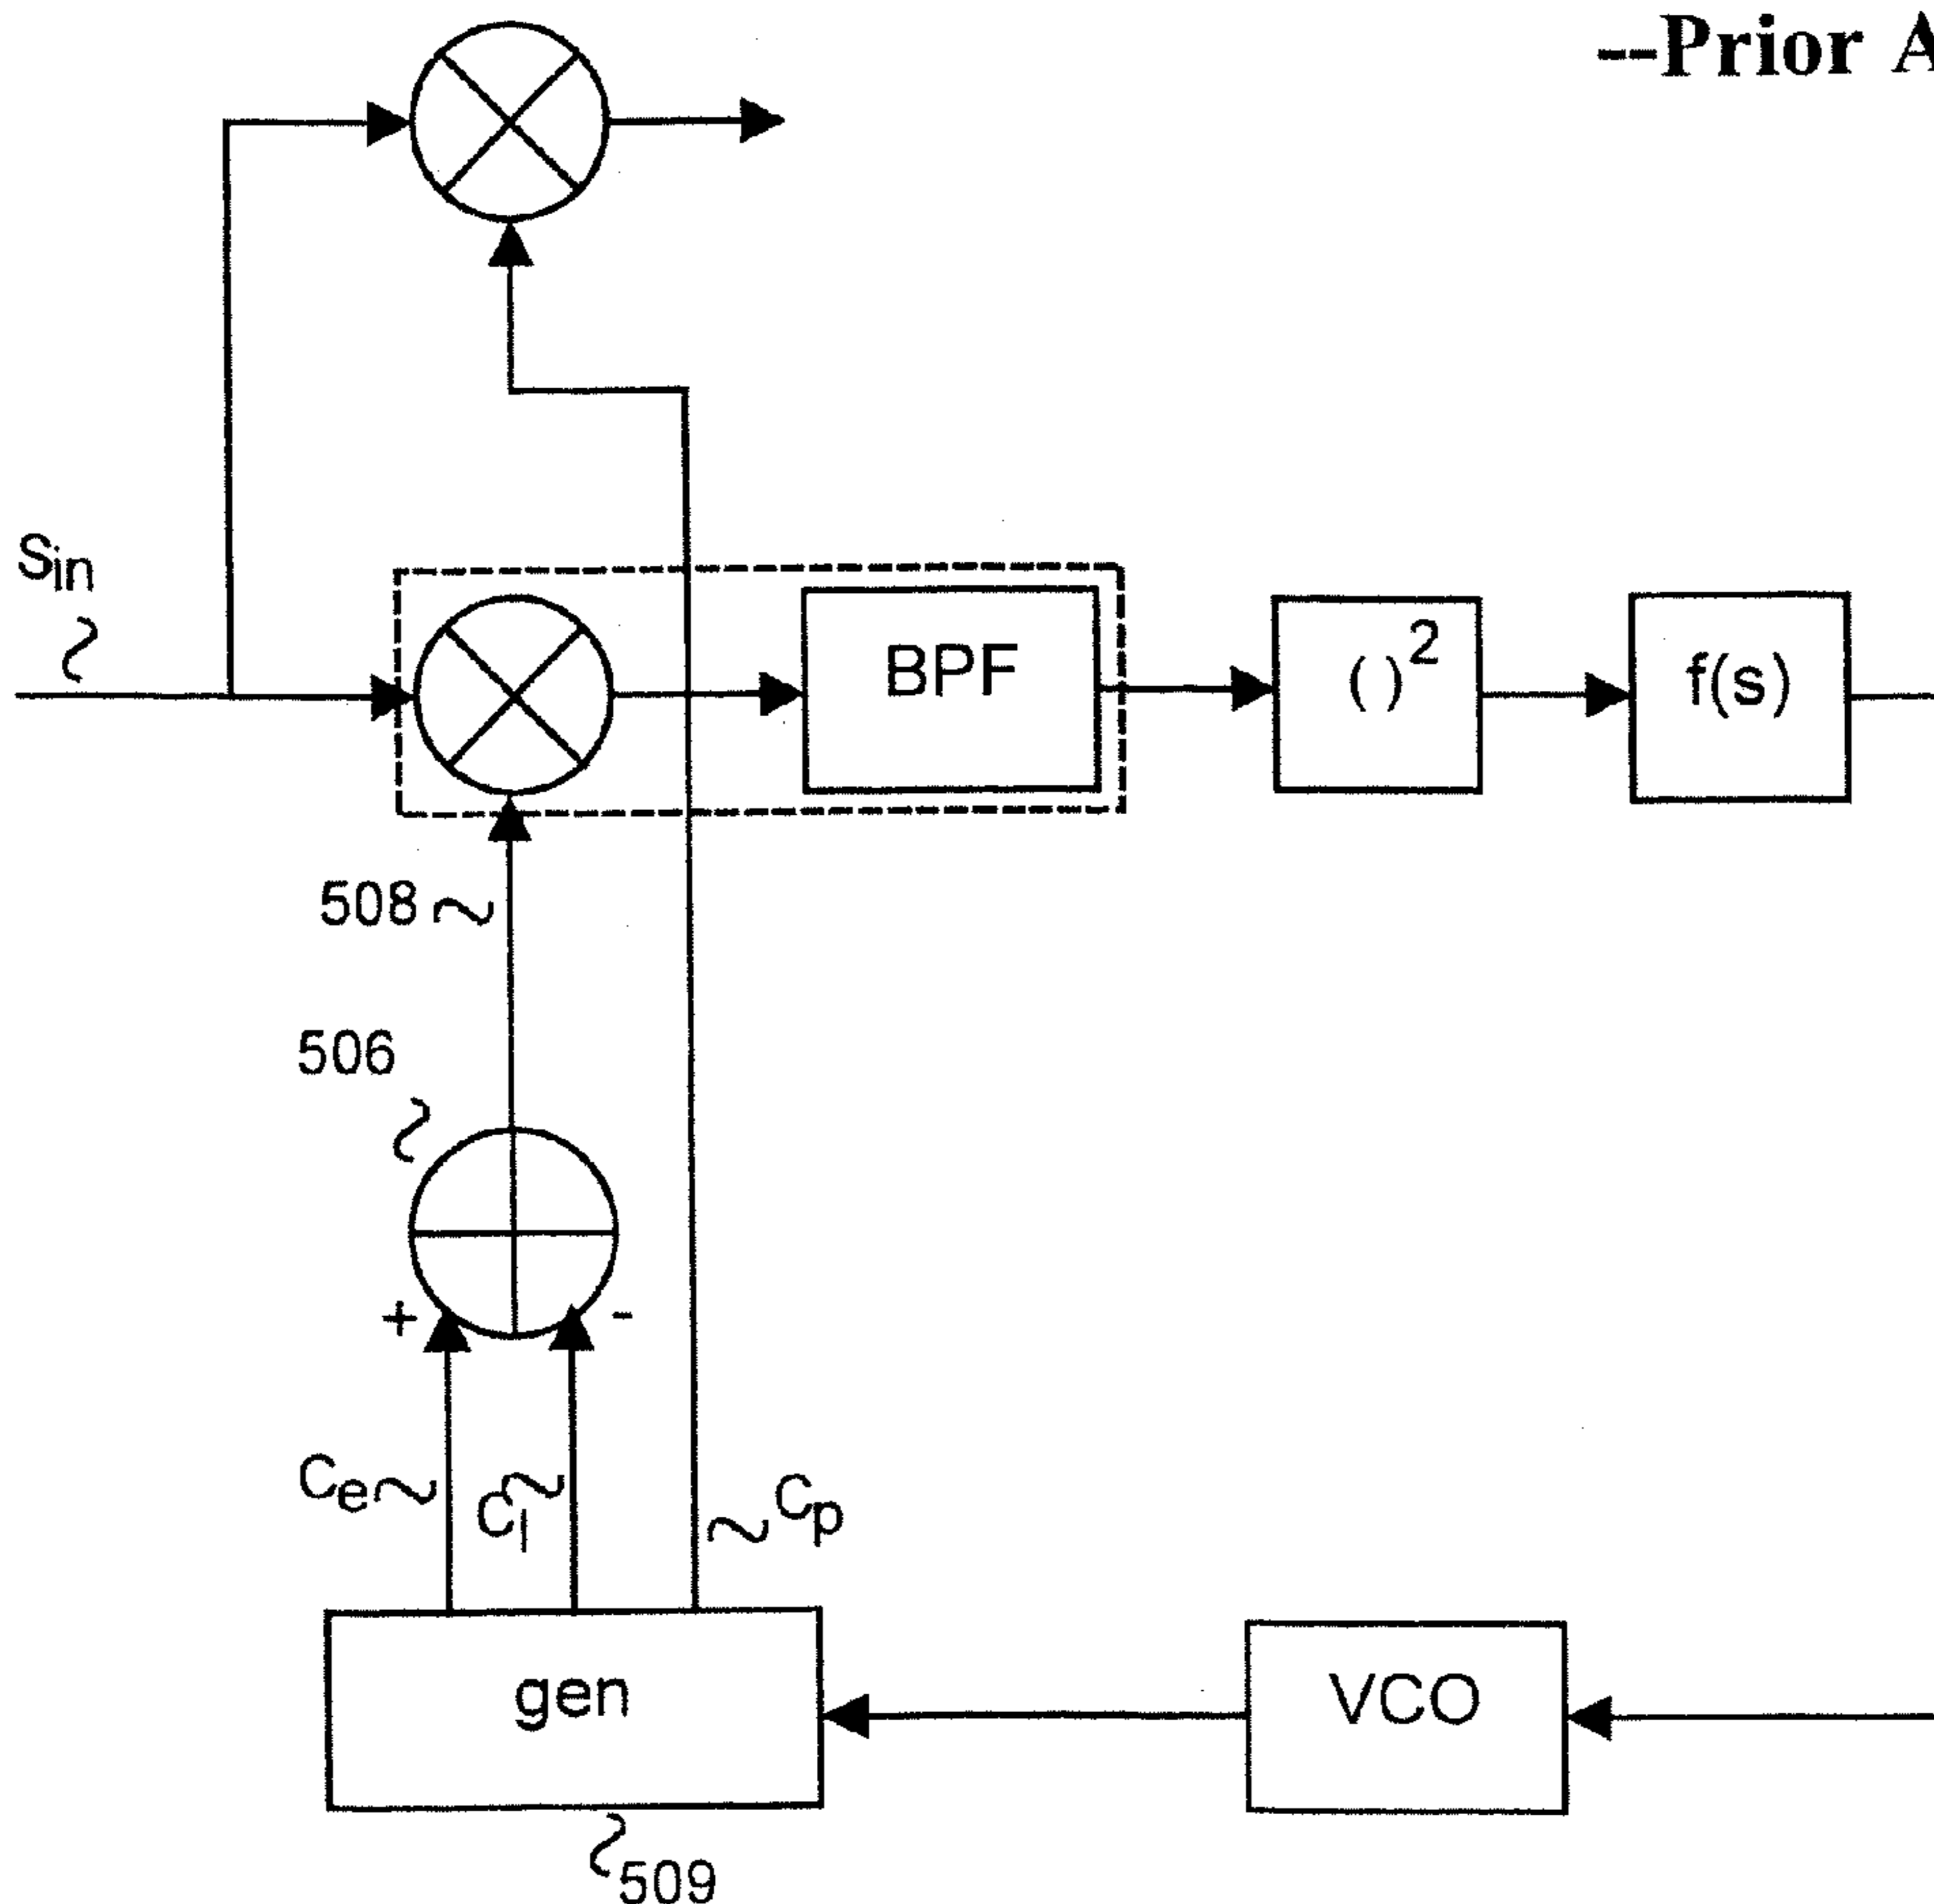 --Prior A
Sin
BPF
( )2
f(s)
508
506
+
-
Ce
Cl
Cp
gen
VCO
509